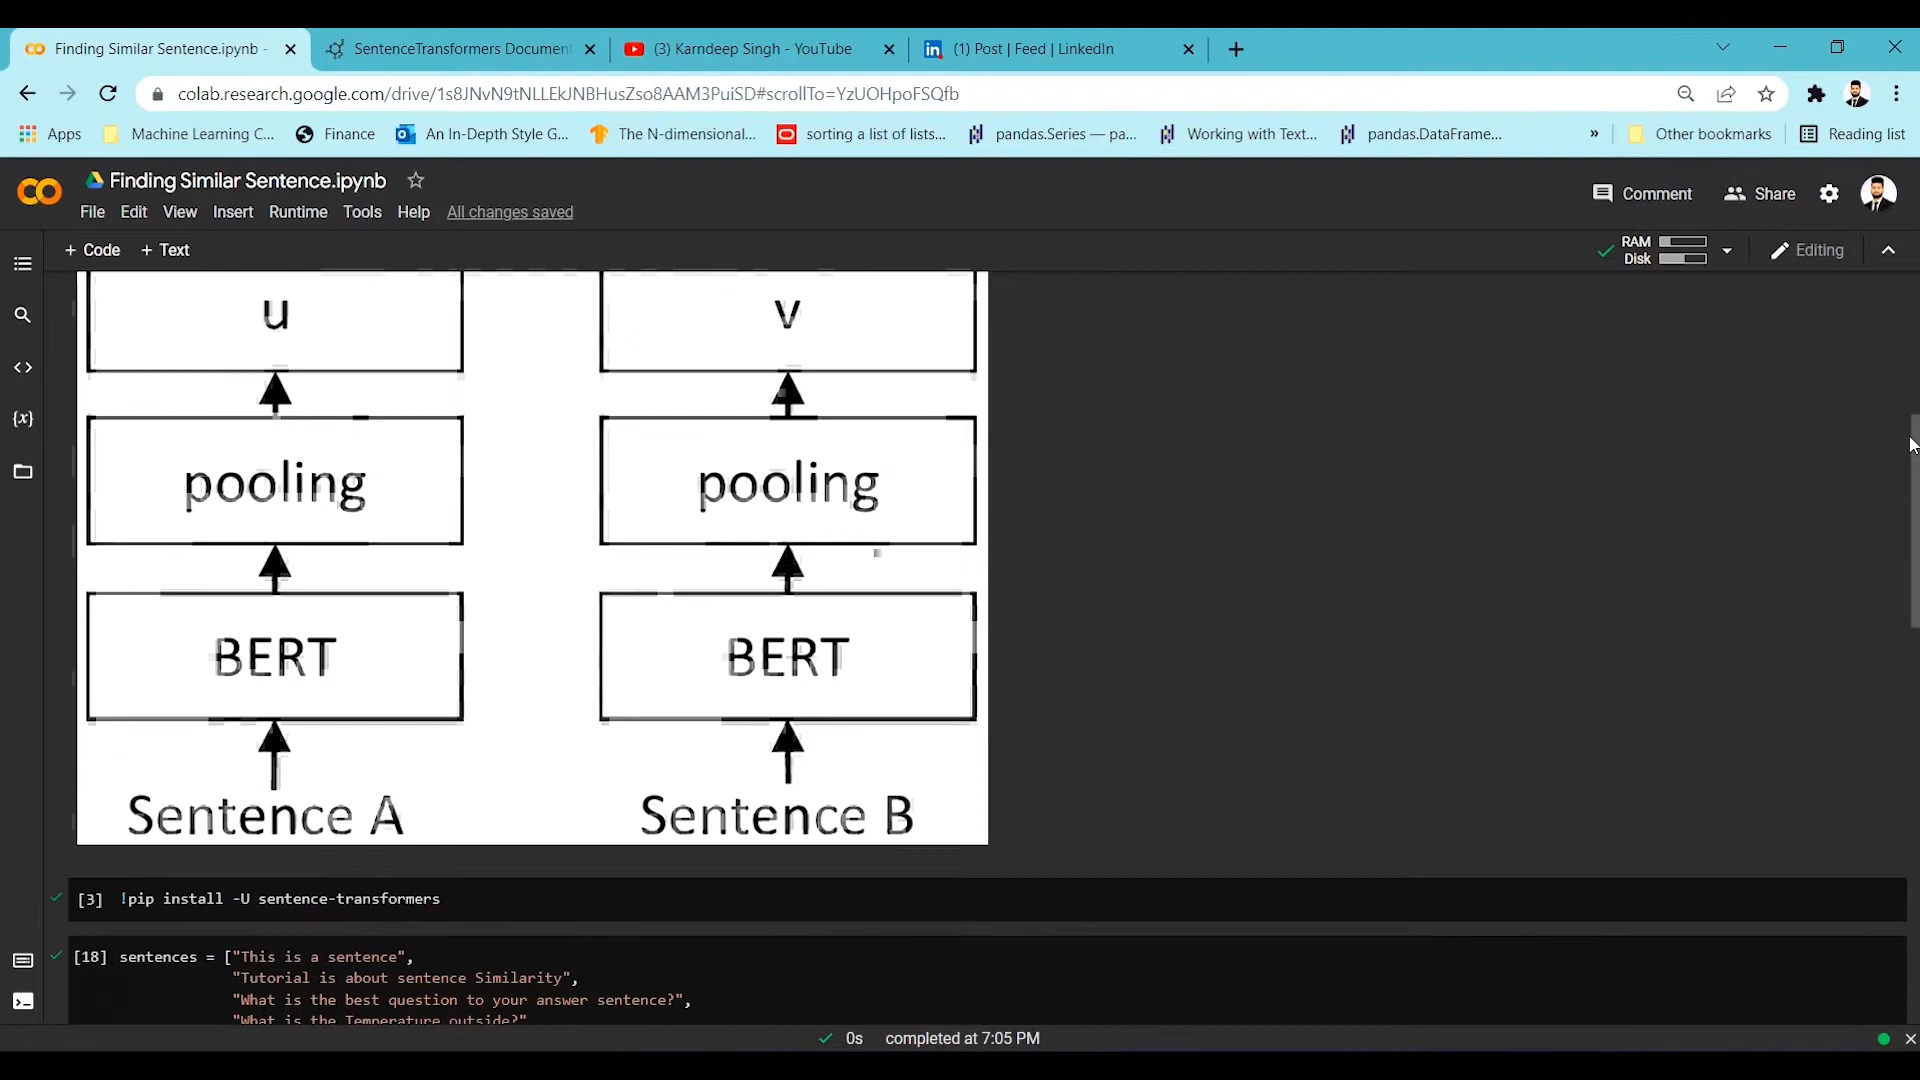 Finding Similar Sentence.ipynb -
SentenceTransformers Documen
(3) Karndeep Singh - YouTube
(1) Post | Feed | LinkedIn
colab.research.google.com/drive/1s8JNvN9tNLLEkJNBHusZso8AAM3PuiSD#scrollTo=YzUOHpoFSQfb
Apps
Machine Learning C...
Finance
An In-Depth Style G...
The N-dimensional...
sorting a list of lists...
pandas.Series — pa...
Working with Text...
pandas.DataFrame...
»
Other bookmarks
Reading list
Finding Similar Sentence.ipynb
Comment
Share
File Edit View Insert Runtime Tools Help All changes saved
+ Code + Text
RAM
Disk
Editing
u
v
pooling
pooling
BERT
BERT
Sentence A
Sentence B
[3] !pip install -U sentence-transformers
[18] sentences = ["This is a sentence",
"Tutorial is about sentence Similarity",
"What is the best question to your answer sentence?",
"What is the Temperature outside?"
0s completed at 7:05 PM